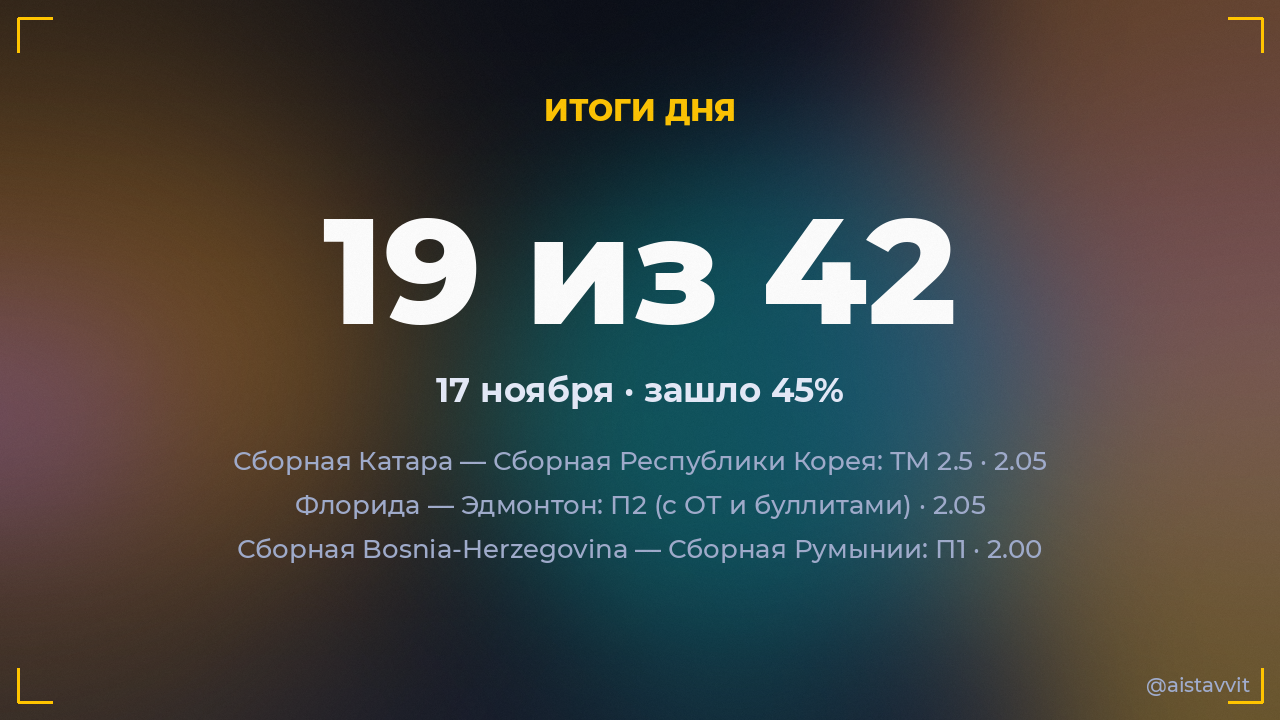 ИТОГИ ДНЯ
19 из 42
17 ноября · зашло 45%
Сборная Катара — Сборная Республики Корея: ТМ 2.5 · 2.05
Флорида — Эдмонтон: П2 (с ОТ и буллитами) · 2.05
Сборная Bosnia-Herzegovina — Сборная Румынии: П1 · 2.00
@aistavvit